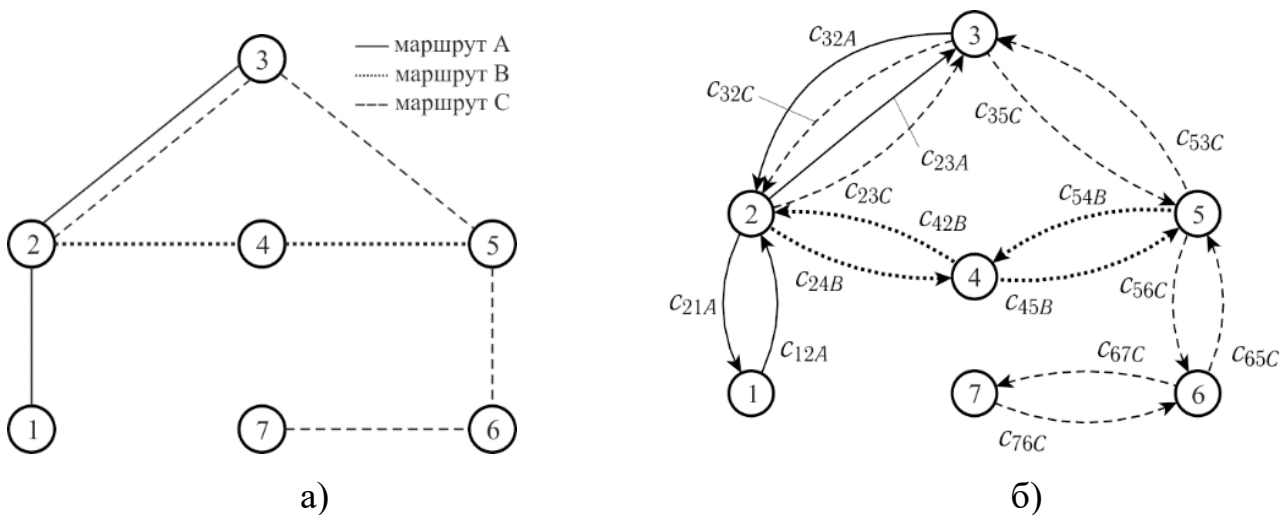 маршрут A
маршрут B
маршрут C
3
2
4
5
1
7
6
а)
3
2
4
5
1
7
6
c32A
c32C
c35C
c53C
c23A
c23C
c42B
c54B
c21A
c24B
c45B
c56C
c12A
c67C
c65C
c76C
б)